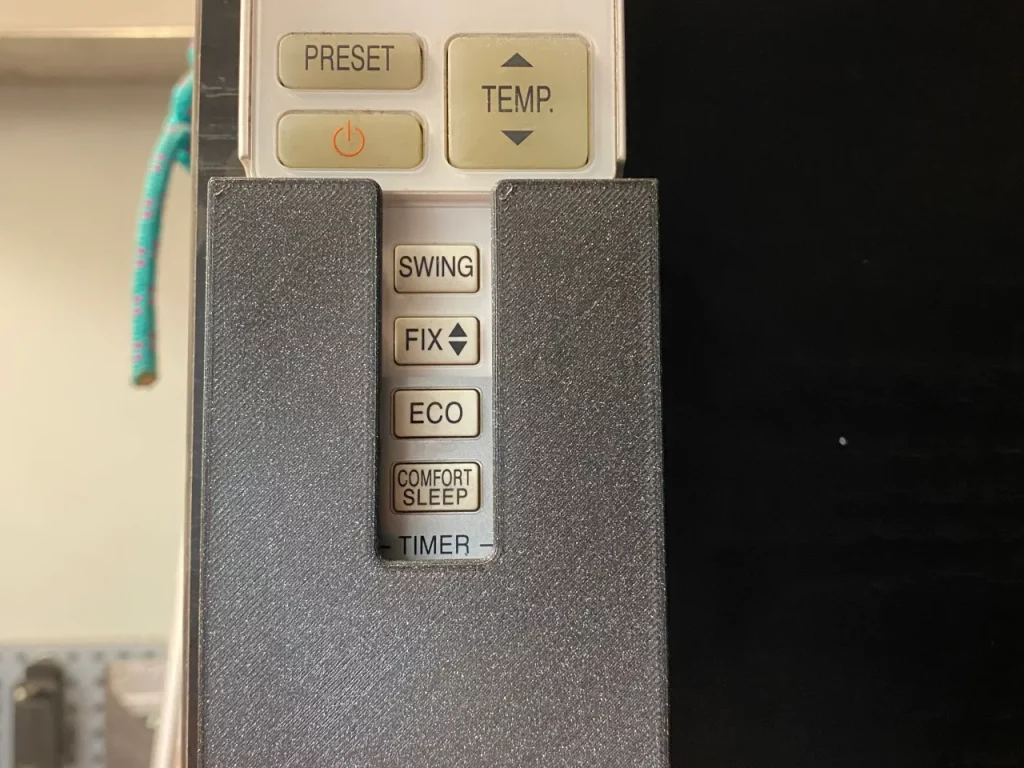 PRESET
TEMP.
SWING
FIX
ECO
COMFORT
SLEEP
TIMER